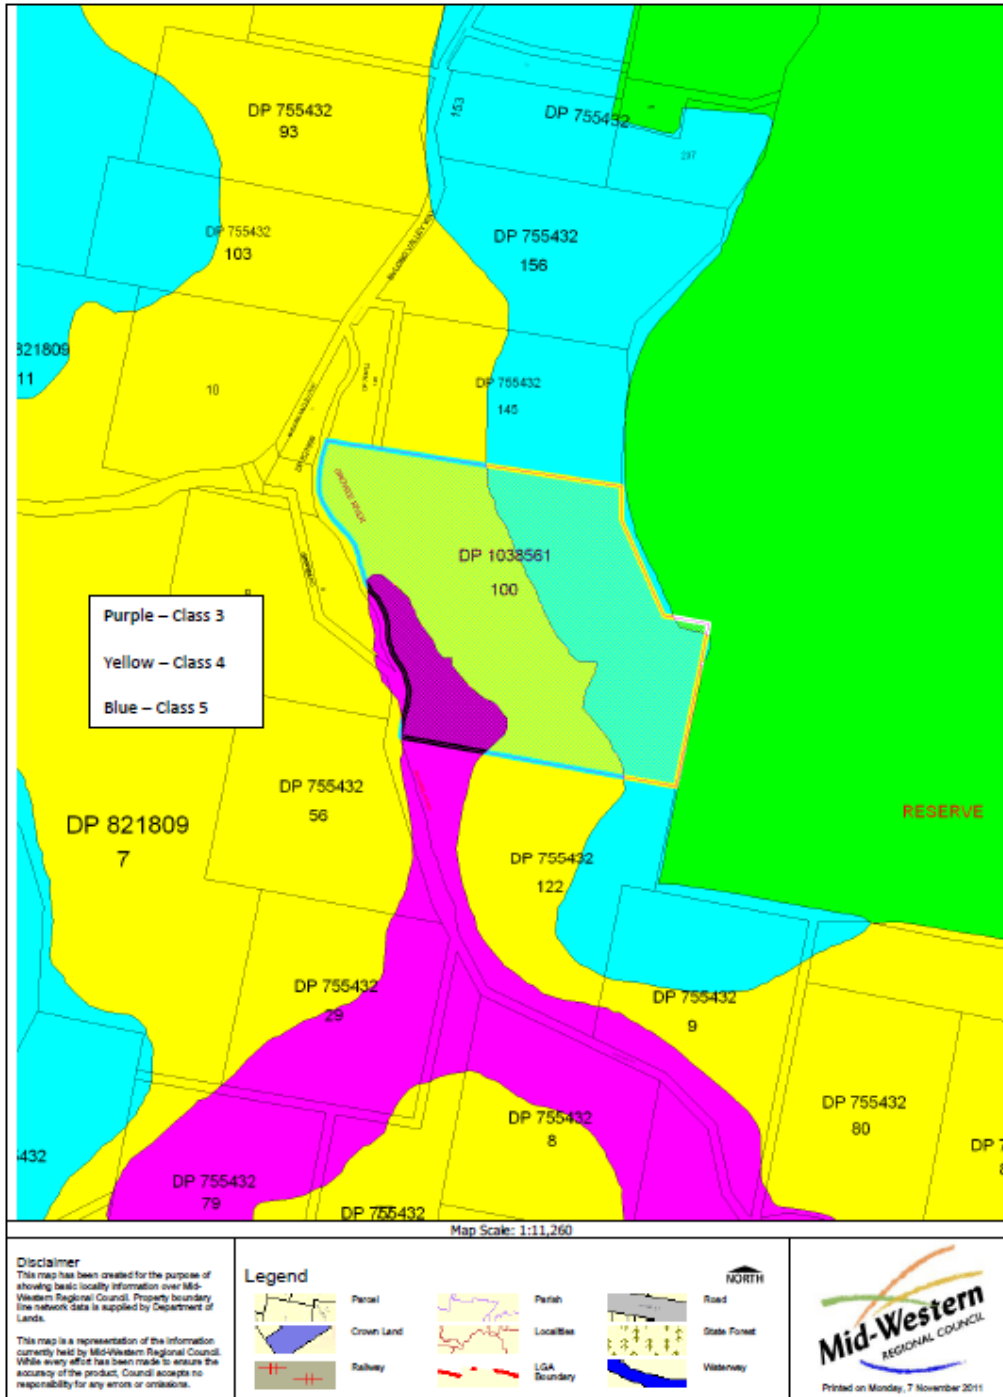 DP 755432
93
153
DP 755432
297
DP 755432
103
DP 755432
156
821809
11
10
DP 755432
145
DP 1038561
100
Purple – Class 3
Yellow – Class 4
Blue – Class 5
DP 755432
56
DP 821809
7
RESERVE
DP 755432
122
DP 755432
29
DP 755432
9
DP 755432
8
DP 755432
80
DP 7
8
432
DP 755432
79
DP 755432
Map Scale: 1:11,260
Disclaimer
This map has been created for the purpose of
showing basic locality information over Mid-
Western Regional Council. Property boundary
line network data is supplied by Department of
Lands.
This map is a representation of the information
currently held by Mid-Western Regional Council.
While every effort has been made to ensure the
accuracy of the product, Council accepts no
responsibility for any errors or omissions.
Legend
NORTH
Parcel
Parish
Road
Crown Land
Localities
State Forest
Railway
LGA
Boundary
Waterway
Mid-Western
REGIONAL COUNCIL
Printed on Monday, 7 November 2011